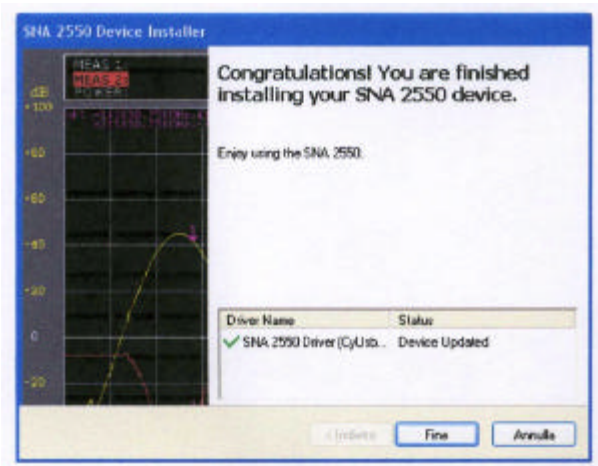 SNA 2550 Device Installer
MEAS 1:
MEAS 2:
POWER:
dB
+100
+80
+60
+40
+20
0
-20
Congratulations! You are finished
installing your SNA 2550 device.
Enjoy using the SNA 2550.
Driver Name Status
SNA 2550 Driver (CyUsb... Device Updated
< Indietro Fine Annulla